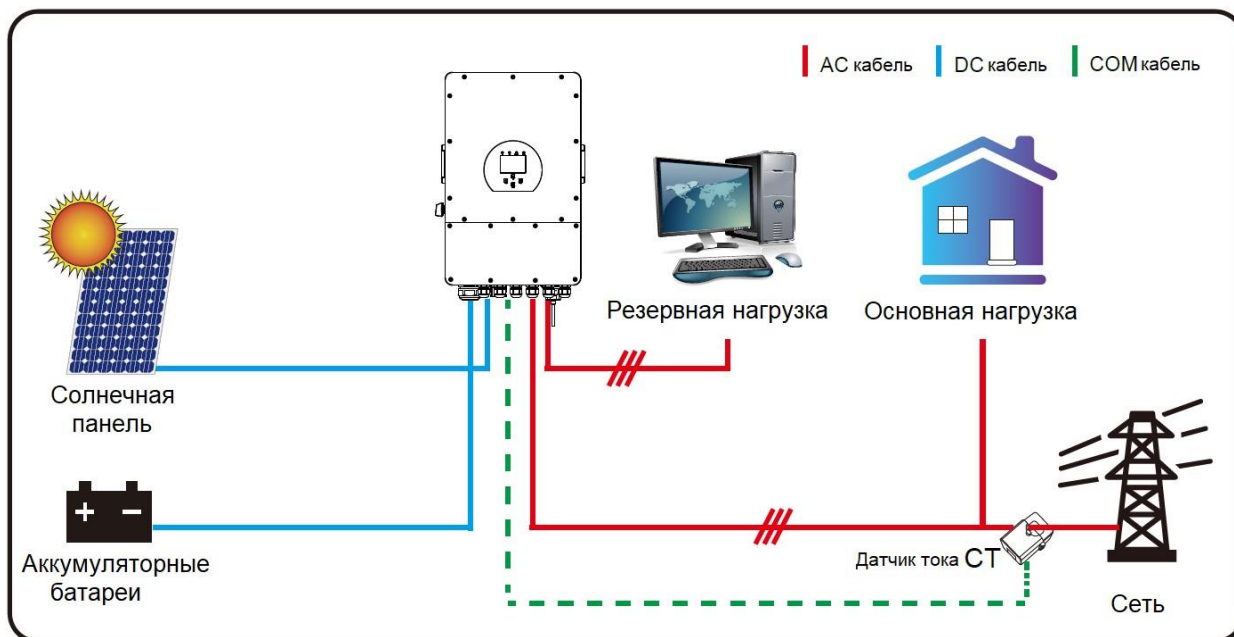 AC кабель
DC кабель
COM кабель
Резервная нагрузка
Основная нагрузка
Солнечная
панель
Аккумуляторные
батареи
Датчик тока CT
Сеть